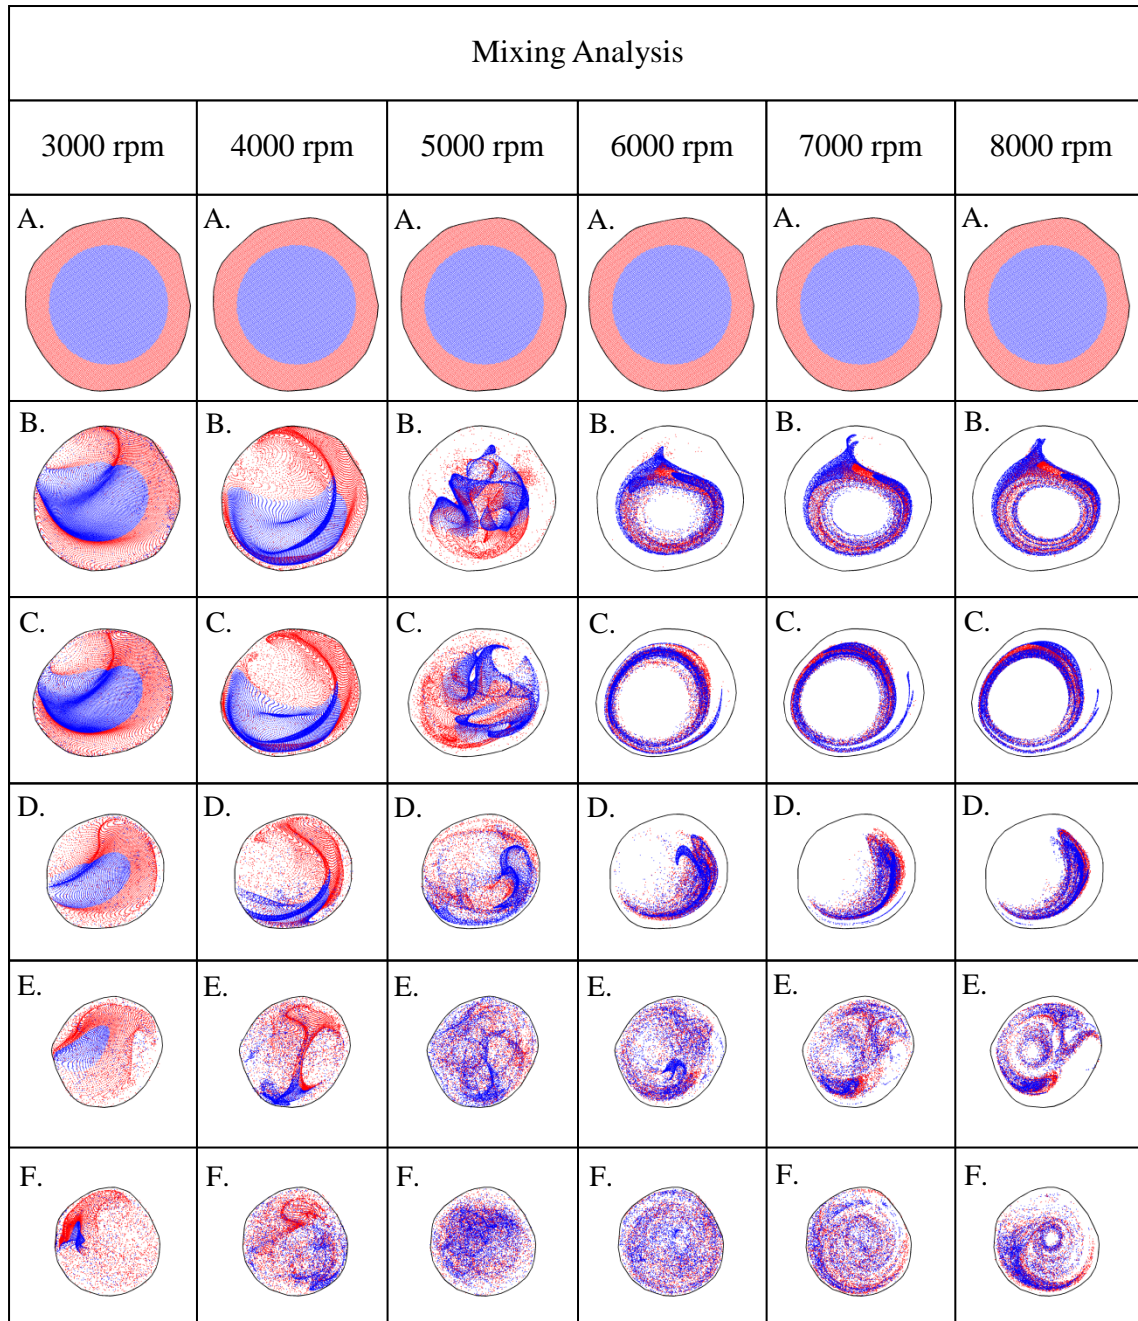 Mixing Analysis
3000 rpm 4000 rpm 5000 rpm 6000 rpm 7000 rpm 8000 rpm
A. A. A. A. A. A.
B. B. B. B. B. B.
C. C. C. C. C. C.
D. D. D. D. D. D.
E. E. E. E. E. E.
F. F. F. F. F. F.